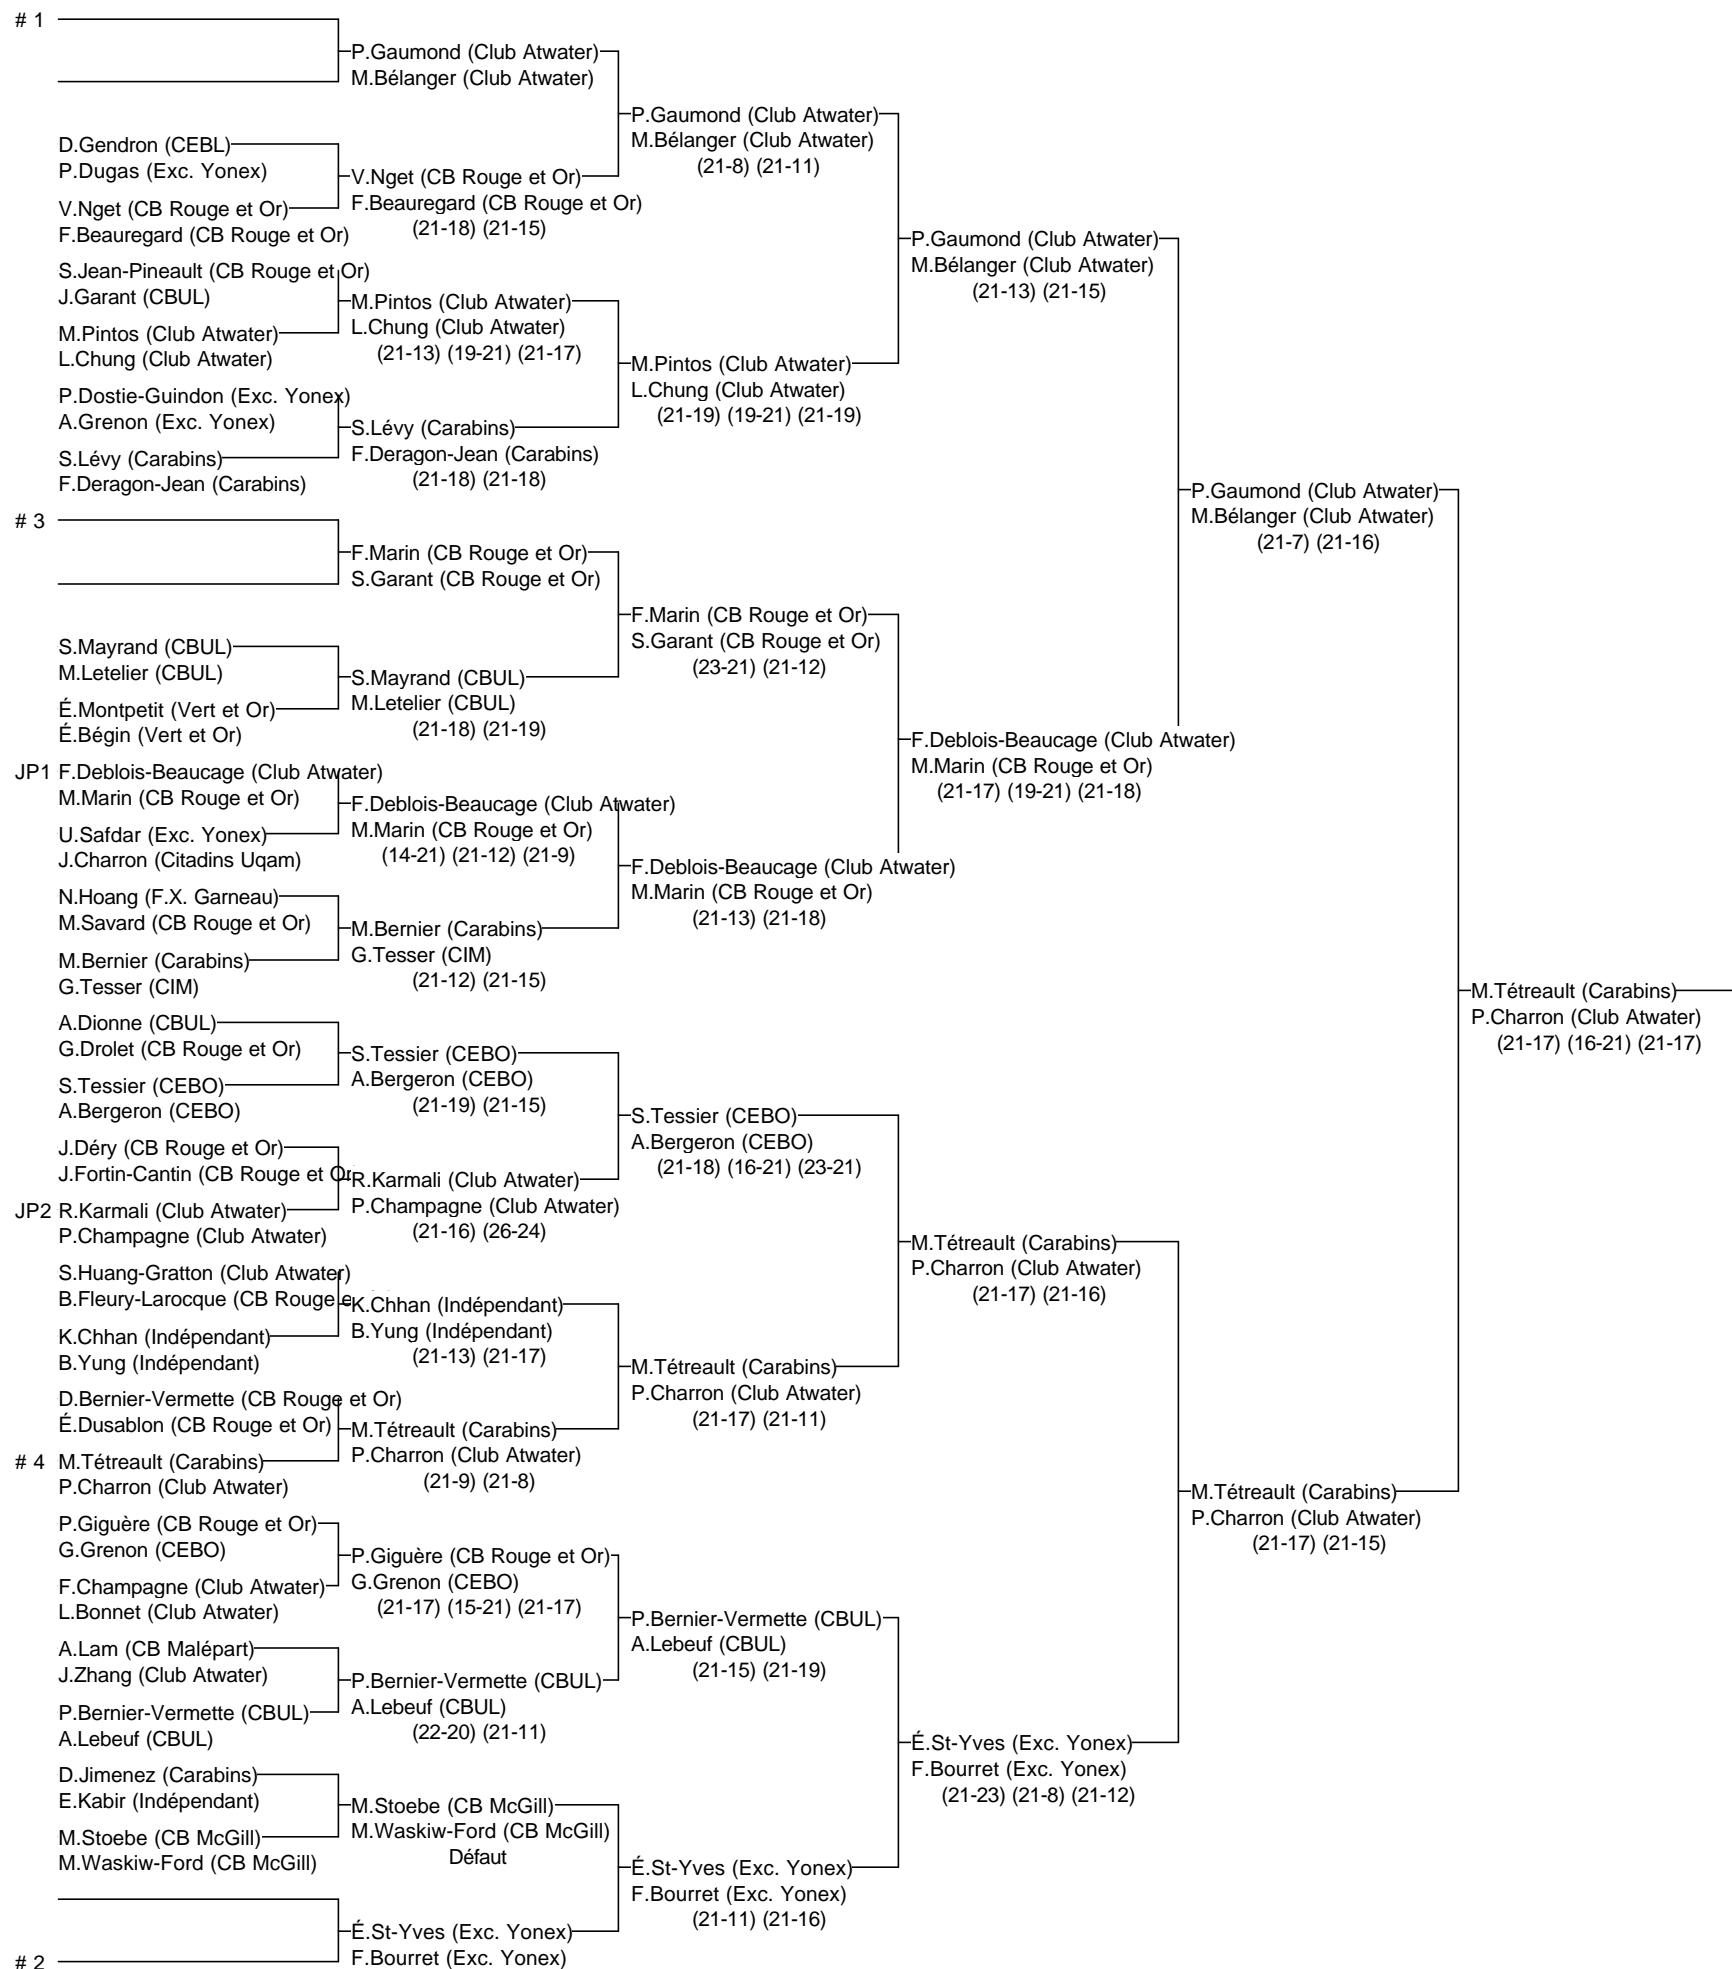 # 1
P.Gaumond (Club Atwater)
M.Bélanger (Club Atwater)
P.Gaumond (Club Atwater)
M.Bélanger (Club Atwater)
(21-8) (21-11)
D.Gendron (CEBL)
P.Dugas (Exc. Yonex)
V.Nget (CB Rouge et Or)
F.Beauregard (CB Rouge et Or)
(21-18) (21-15)
V.Nget (CB Rouge et Or)
F.Beauregard (CB Rouge et Or)
P.Gaumond (Club Atwater)
M.Bélanger (Club Atwater)
(21-13) (21-15)
S.Jean-Pineault (CB Rouge et Or)
J.Garant (CBUL)
M.Pintos (Club Atwater)
L.Chung (Club Atwater)
(21-13) (19-21) (21-17)
M.Pintos (Club Atwater)
L.Chung (Club Atwater)
M.Pintos (Club Atwater)
L.Chung (Club Atwater)
(21-19) (19-21) (21-19)
P.Dostie-Guindon (Exc. Yonex)
A.Grenon (Exc. Yonex)
S.Lévy (Carabins)
F.Deragon-Jean (Carabins)
(21-18) (21-18)
S.Lévy (Carabins)
F.Deragon-Jean (Carabins)
P.Gaumond (Club Atwater)
M.Bélanger (Club Atwater)
(21-7) (21-16)
# 3
F.Marin (CB Rouge et Or)
S.Garant (CB Rouge et Or)
F.Marin (CB Rouge et Or)
S.Garant (CB Rouge et Or)
(23-21) (21-12)
S.Mayrand (CBUL)
M.Letelier (CBUL)
S.Mayrand (CBUL)
M.Letelier (CBUL)
(21-18) (21-19)
É.Montpetit (Vert et Or)
É.Bégin (Vert et Or)
F.Deblois-Beaucage (Club Atwater)
M.Marin (CB Rouge et Or)
(21-17) (19-21) (21-18)
JP1 F.Deblois-Beaucage (Club Atwater)
M.Marin (CB Rouge et Or)
F.Deblois-Beaucage (Club Atwater)
M.Marin (CB Rouge et Or)
(14-21) (21-12) (21-9)
U.Safdar (Exc. Yonex)
J.Charron (Citadins Uqam)
F.Deblois-Beaucage (Club Atwater)
M.Marin (CB Rouge et Or)
(21-13) (21-18)
N.Hoang (F.X. Garneau)
M.Savard (CB Rouge et Or)
M.Bernier (Carabins)
G.Tesser (CIM)
(21-12) (21-15)
M.Bernier (Carabins)
G.Tesser (CIM)
M.Tétreault (Carabins)
P.Charron (Club Atwater)
(21-17) (16-21) (21-17)
A.Dionne (CBUL)
G.Drolet (CB Rouge et Or)
S.Tessier (CEBO)
A.Bergeron (CEBO)
(21-19) (21-15)
S.Tessier (CEBO)
A.Bergeron (CEBO)
S.Tessier (CEBO)
A.Bergeron (CEBO)
(21-18) (16-21) (23-21)
J.Déry (CB Rouge et Or)
J.Fortin-Cantin (CB Rouge et Or
R.Karmali (Club Atwater)
P.Champagne (Club Atwater)
(21-16) (26-24)
JP2 R.Karmali (Club Atwater)
P.Champagne (Club Atwater)
M.Tétreault (Carabins)
P.Charron (Club Atwater)
(21-17) (21-16)
S.Huang-Gratton (Club Atwater)
B.Fleury-Larocque (CB Rouge e
K.Chhan (Indépendant)
B.Yung (Indépendant)
(21-13) (21-17)
K.Chhan (Indépendant)
B.Yung (Indépendant)
M.Tétreault (Carabins)
P.Charron (Club Atwater)
(21-17) (21-11)
D.Bernier-Vermette (CB Rouge et Or)
É.Dusablon (CB Rouge et Or)
M.Tétreault (Carabins)
P.Charron (Club Atwater)
(21-9) (21-8)
# 4 M.Tétreault (Carabins)
P.Charron (Club Atwater)
M.Tétreault (Carabins)
P.Charron (Club Atwater)
(21-17) (21-15)
P.Giguère (CB Rouge et Or)
G.Grenon (CEBO)
P.Giguère (CB Rouge et Or)
G.Grenon (CEBO)
(21-17) (15-21) (21-17)
F.Champagne (Club Atwater)
L.Bonnet (Club Atwater)
P.Bernier-Vermette (CBUL)
A.Lebeuf (CBUL)
(21-15) (21-19)
A.Lam (CB Malépart)
J.Zhang (Club Atwater)
P.Bernier-Vermette (CBUL)
A.Lebeuf (CBUL)
(22-20) (21-11)
P.Bernier-Vermette (CBUL)
A.Lebeuf (CBUL)
É.St-Yves (Exc. Yonex)
F.Bourret (Exc. Yonex)
(21-23) (21-8) (21-12)
D.Jimenez (Carabins)
E.Kabir (Indépendant)
M.Stoebe (CB McGill)
M.Waskiw-Ford (CB McGill)
Défaut
M.Stoebe (CB McGill)
M.Waskiw-Ford (CB McGill)
É.St-Yves (Exc. Yonex)
F.Bourret (Exc. Yonex)
(21-11) (21-16)
É.St-Yves (Exc. Yonex)
F.Bourret (Exc. Yonex)
# 2